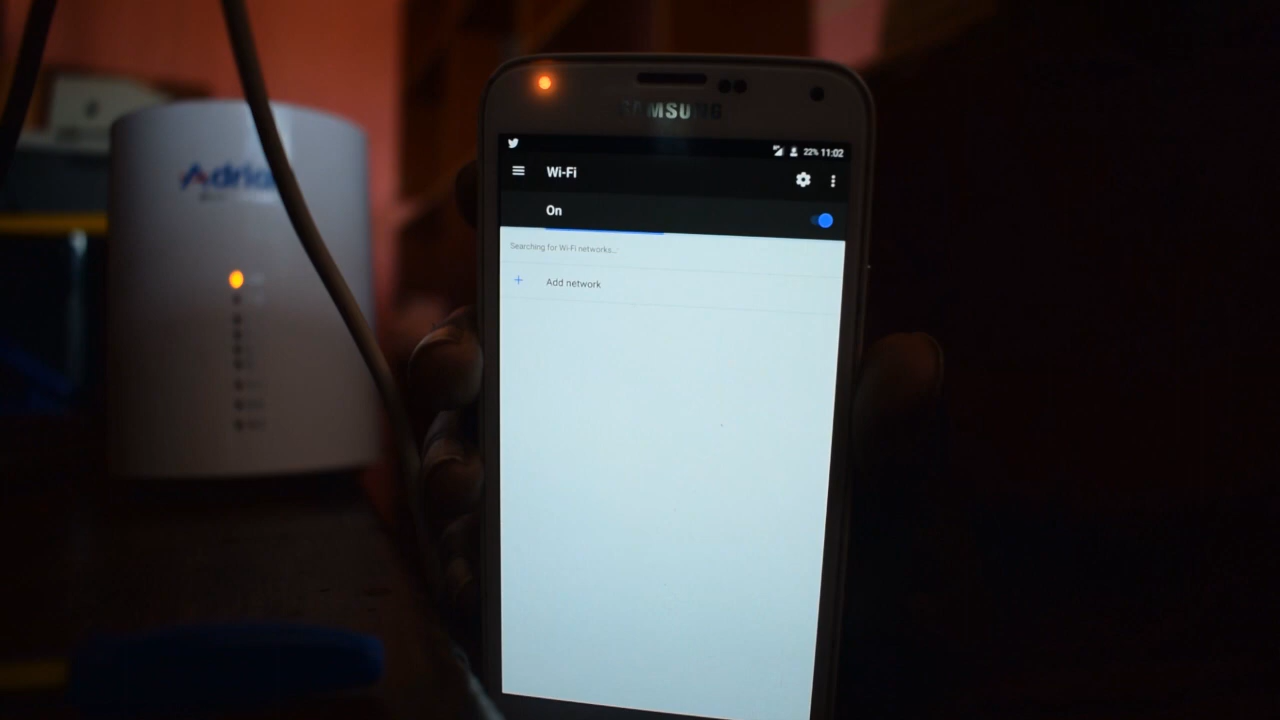 SAMSUNG
22% 11:02
Wi-Fi
On
Searching for Wi-Fi networks…
+ Add network